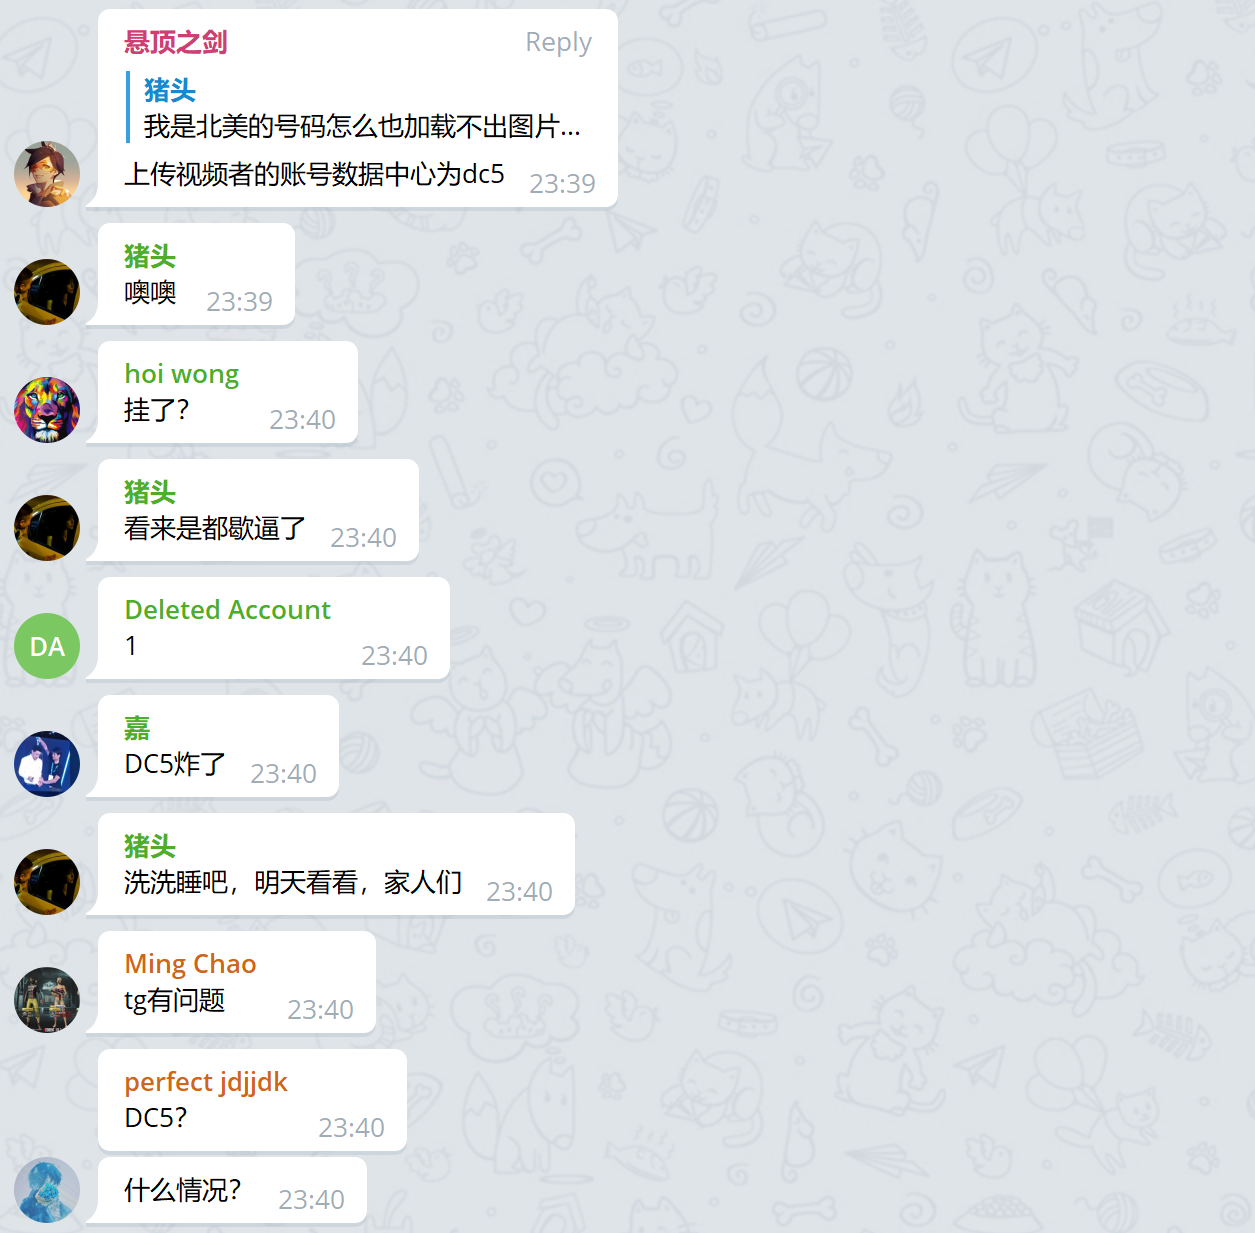 悬顶之剑 Reply
猪头
我是北美的号码怎么也加载不出图片...
上传视频者的账号数据中心为dc5 23:39
猪头
噢噢 23:39
hoi wong
挂了? 23:40
猪头
看来是都歇逼了 23:40
Deleted Account
DA
1 23:40
嘉
DC5炸了 23:40
猪头
洗洗睡吧，明天看看，家人们 23:40
Ming Chao
tg有问题 23:40
perfect jdjjdk
DC5? 23:40
什么情况? 23:40